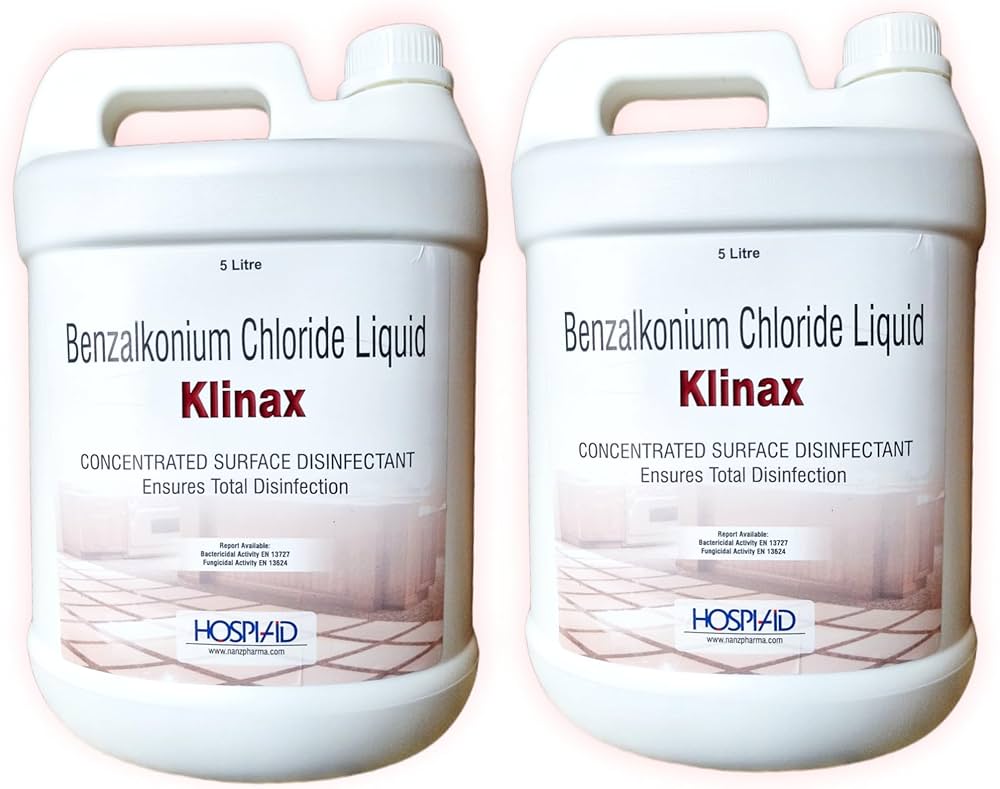 5 Litre
Benzalkonium Chloride Liquid
Klinax
CONCENTRATED SURFACE DISINFECTANT
Ensures Total Disinfection
Report Available:
Bactericidal Activity EN 13727
Fungicidal Activity EN 13624
HOSPIAID
www.nanzpharma.com
5 Litre
Benzalkonium Chloride Liquid
Klinax
CONCENTRATED SURFACE DISINFECTANT
Ensures Total Disinfection
Report Available:
Bactericidal Activity EN 13727
Fungicidal Activity EN 13624
HOSPIAID
www.nanzpharma.com